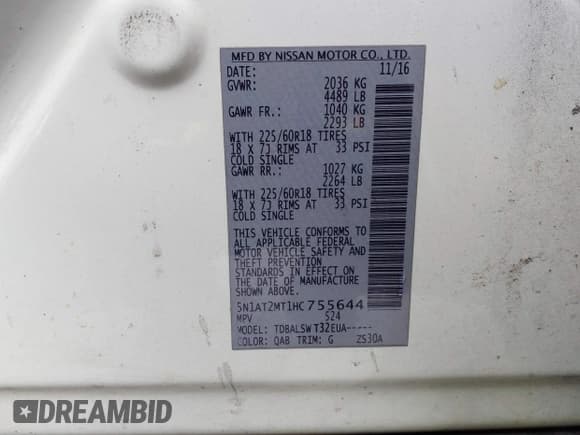 MFD BY NISSAN MOTOR CO., LTD.
DATE: 11/16
GVWR: 2036 KG
4489 LB
GAWR FR.: 1040 KG
2293 LB
WITH 225/60R18 TIRES
18 X 7J RIMS AT 33 PSI
COLD SINGLE
GAWR RR.: 1027 KG
2264 LB
WITH 225/60R18 TIRES
18 X 7J RIMS AT 33 PSI
COLD SINGLE
THIS VEHICLE CONFORMS TO
ALL APPLICABLE FEDERAL
MOTOR VEHICLE SAFETY AND
THEFT PREVENTION
STANDARDS IN EFFECT ON
THE DATE OF MANUFACTURE
SHOWN ABOVE.
5N1AT2MT1HC755644
MPV 524
MODEL: TDBALSWT32EUA-----
COLOR: QAB TRIM: G ZS30A
DREAMBID
DREAMBID.COM